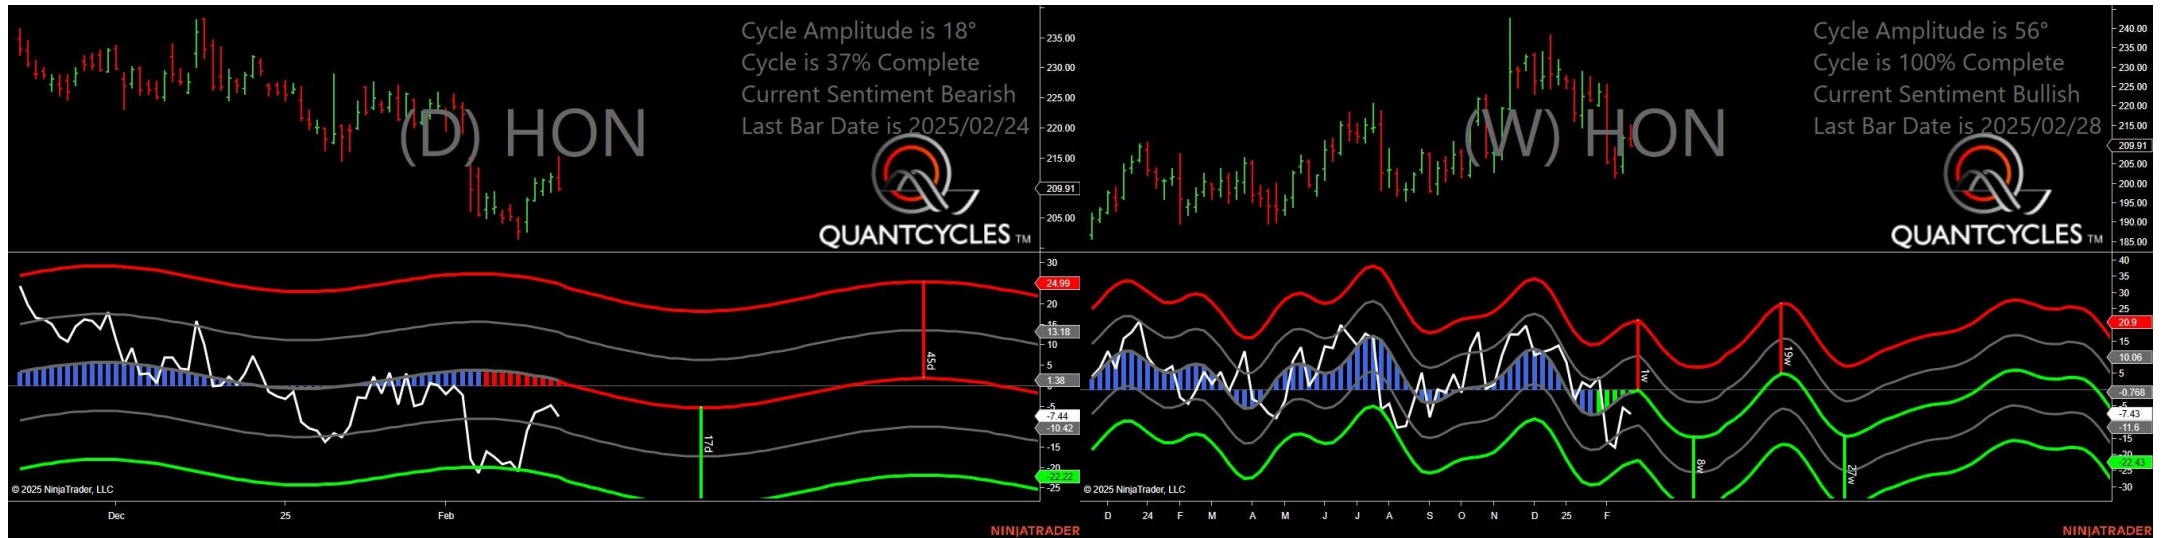 Cycle Amplitude is 18°
Cycle is 37% Complete
Current Sentiment Bearish
Last Bar Date is 2025/02/24
(D) HON
QUANTCYCLES TM
235.00
230.00
225.00
220.00
215.00
209.91
205.00
30
24.99
20
15
13.18
10
5
1.38
-5
-7.44
-10.42
-15
-20
-22.22
-25
45d
17d
© 2025 NinjaTrader, LLC
Dec
25
Feb
NINJATRADER
Cycle Amplitude is 56°
Cycle is 100% Complete
Current Sentiment Bullish
Last Bar Date is 2025/02/28
(W) HON
QUANTCYCLES TM
240.00
235.00
230.00
225.00
220.00
215.00
209.91
205.00
200.00
195.00
190.00
185.00
40
35
30
25
20.9
15
10.06
5
-0.768
-5
-7.43
-11.6
-15
-20
-22.43
-25
-30
1w
19w
8w
27w
© 2025 NinjaTrader, LLC
D
24
F
M
A
M
J
J
A
S
O
N
D
25
F
NINJATRADER